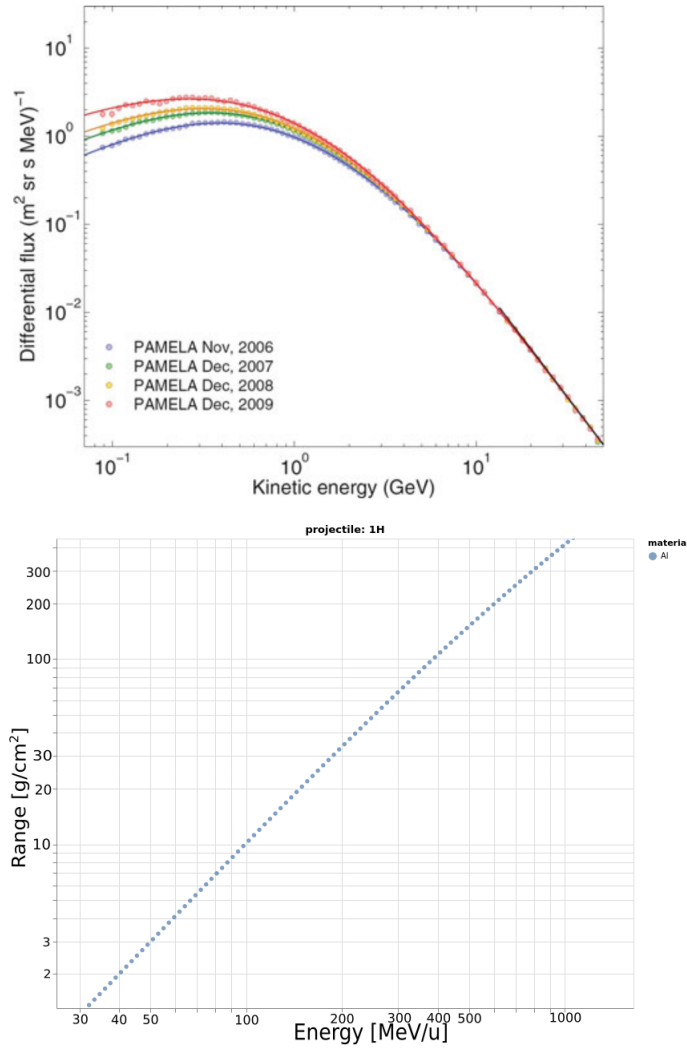 10¹
10⁰
10⁻¹
10⁻²
10⁻³
Differential flux (m² sr s MeV)⁻¹
PAMELA Nov, 2006
PAMELA Dec, 2007
PAMELA Dec, 2008
PAMELA Dec, 2009
10⁻¹ 10⁰ 10¹
Kinetic energy (GeV)
projectile: 1H
materia
Al
300
200
100
30
20
10
3
2
Range [g/cm²]
30 40 50 100 200 300 400 500 1000
Energy [MeV/u]